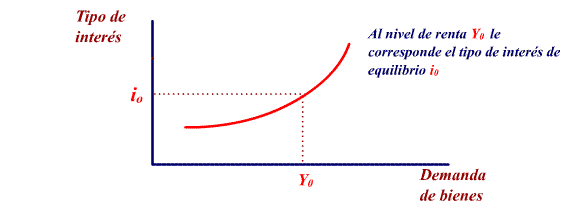 Tipo de
interés
Al nivel de renta Y0 le
corresponde el tipo de interés de
equilibrio i0
io
Y0
Demanda
de bienes